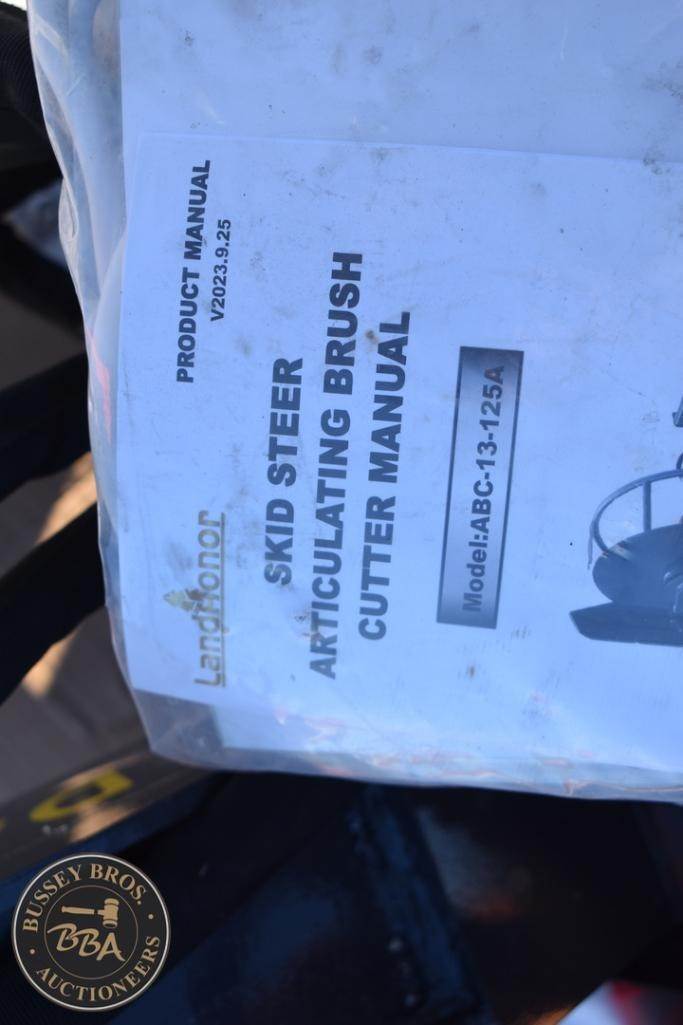 LandHonor
PRODUCT MANUAL
V2023.9.25
SKID STEER
ARTICULATING BRUSH
CUTTER MANUAL
Model:ABC-13-125A
BUSSEY BROS.
BBA
AUCTIONEERS